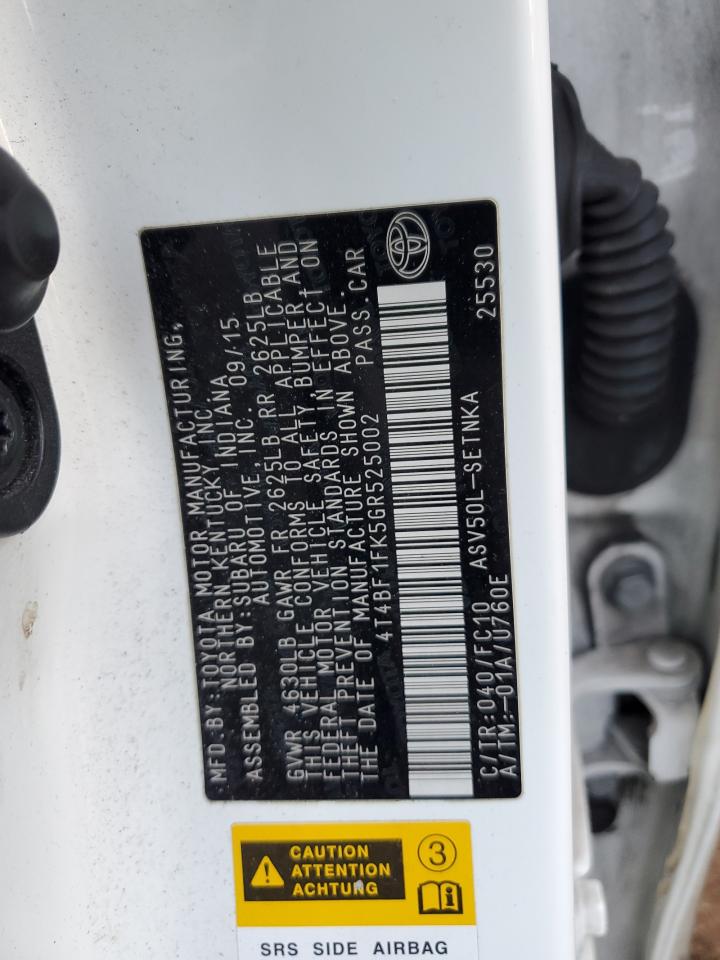 MFD.BY:TOYOTA MOTOR MANUFACTURING,
NORTHERN KENTUCKY,INC.
ASSEMBLED BY:SUBARU OF INDIANA
AUTOMOTIVE,INC. 09/15
GVWR 4630LB GAWR FR 2625LB RR 2625LB
THIS VEHICLE CONFORMS TO ALL APPLICABLE
FEDERAL MOTOR VEHICLE SAFETY,BUMPER AND
THEFT PREVENTION STANDARDS IN EFFECT ON
THE DATE OF MANUFACTURE SHOWN ABOVE.
4T4BF1FK5GR525002 PASS.CAR
C/TR:040/FC10 ASV50L-SETNKA 25530
A/TM:-01A/U760E
CAUTION
ATTENTION
ACHTUNG
3
i
SRS SIDE AIRBAG